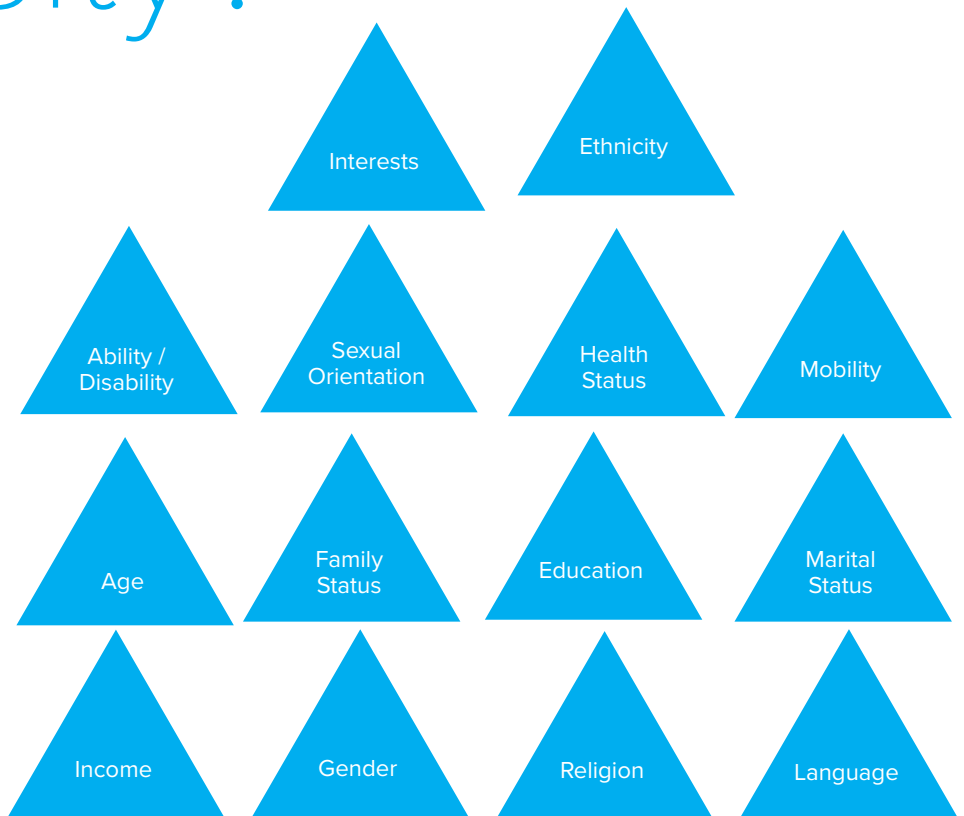 Interests
Ethnicity
Ability /
Disability
Sexual
Orientation
Health
Status
Mobility
Age
Family
Status
Education
Marital
Status
Income
Gender
Religion
Language